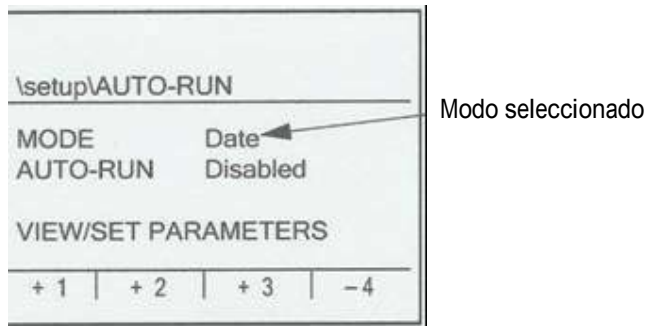 \setup\AUTO-RUN
MODE Date
AUTO-RUN Disabled
VIEW/SET PARAMETERS
+ 1 | + 2 | + 3 | – 4
Modo seleccionado